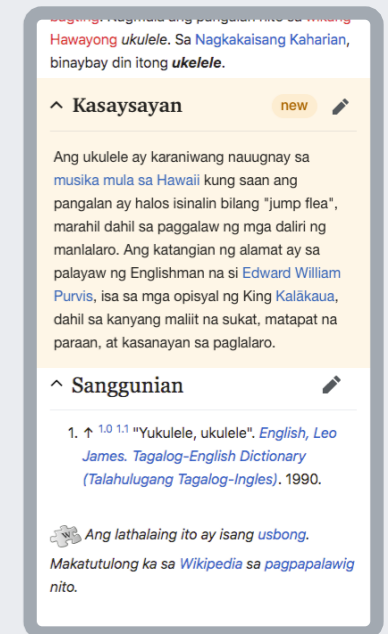 bagting. Nagmula ang pangalan nito sa wikang
Hawayong ukulele. Sa Nagkakaisang Kaharian,
binaybay din itong ukelele.
Kasaysayan new
Ang ukulele ay karaniwang nauugnay sa
musika mula sa Hawaii kung saan ang
pangalan ay halos isinalin bilang "jump flea",
marahil dahil sa paggalaw ng mga daliri ng
manlalaro. Ang katangian ng alamat ay sa
palayaw ng Englishman na si Edward William
Purvis, isa sa mga opisyal ng King Kalākaua,
dahil sa kanyang maliit na sukat, matapat na
paraan, at kasanayan sa paglalaro.
Sanggunian
1. ↑ 1.0 1.1 "Yukulele, ukulele". English, Leo
James. Tagalog-English Dictionary
(Talahulugang Tagalog-Ingles). 1990.
W Ang lathalaing ito ay isang usbong.
Makatutulong ka sa Wikipedia sa pagpapalawig
nito.